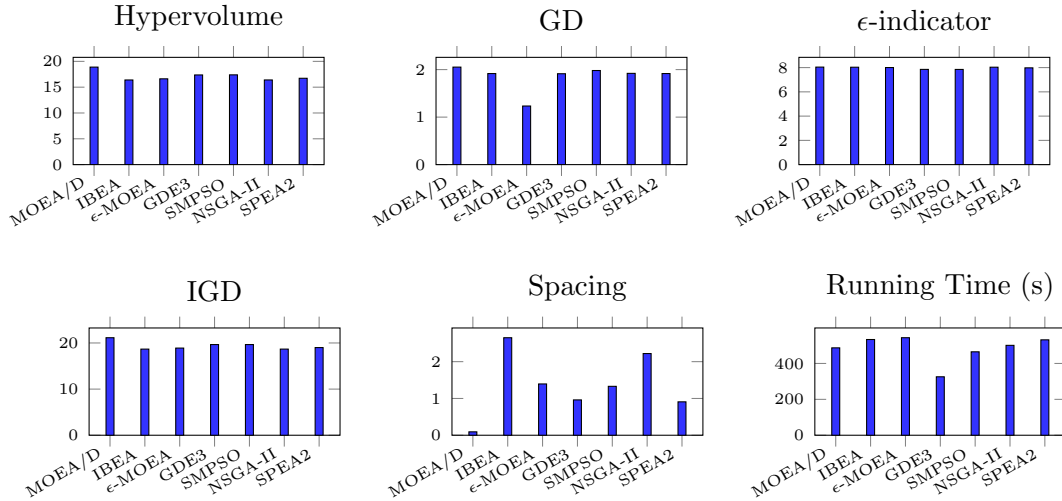 Hypervolume
20
15
10
5
0
MOEA/D
IBEA
ϵ-MOEA
GDE3
SMPSO
NSGA-II
SPEA2
GD
2
1
0
MOEA/D
IBEA
ϵ-MOEA
GDE3
SMPSO
NSGA-II
SPEA2
ϵ-indicator
8
6
4
2
0
MOEA/D
IBEA
ϵ-MOEA
GDE3
SMPSO
NSGA-II
SPEA2
IGD
20
10
0
MOEA/D
IBEA
ϵ-MOEA
GDE3
SMPSO
NSGA-II
SPEA2
Spacing
2
1
0
MOEA/D
IBEA
ϵ-MOEA
GDE3
SMPSO
NSGA-II
SPEA2
Running Time (s)
400
200
0
MOEA/D
IBEA
ϵ-MOEA
GDE3
SMPSO
NSGA-II
SPEA2